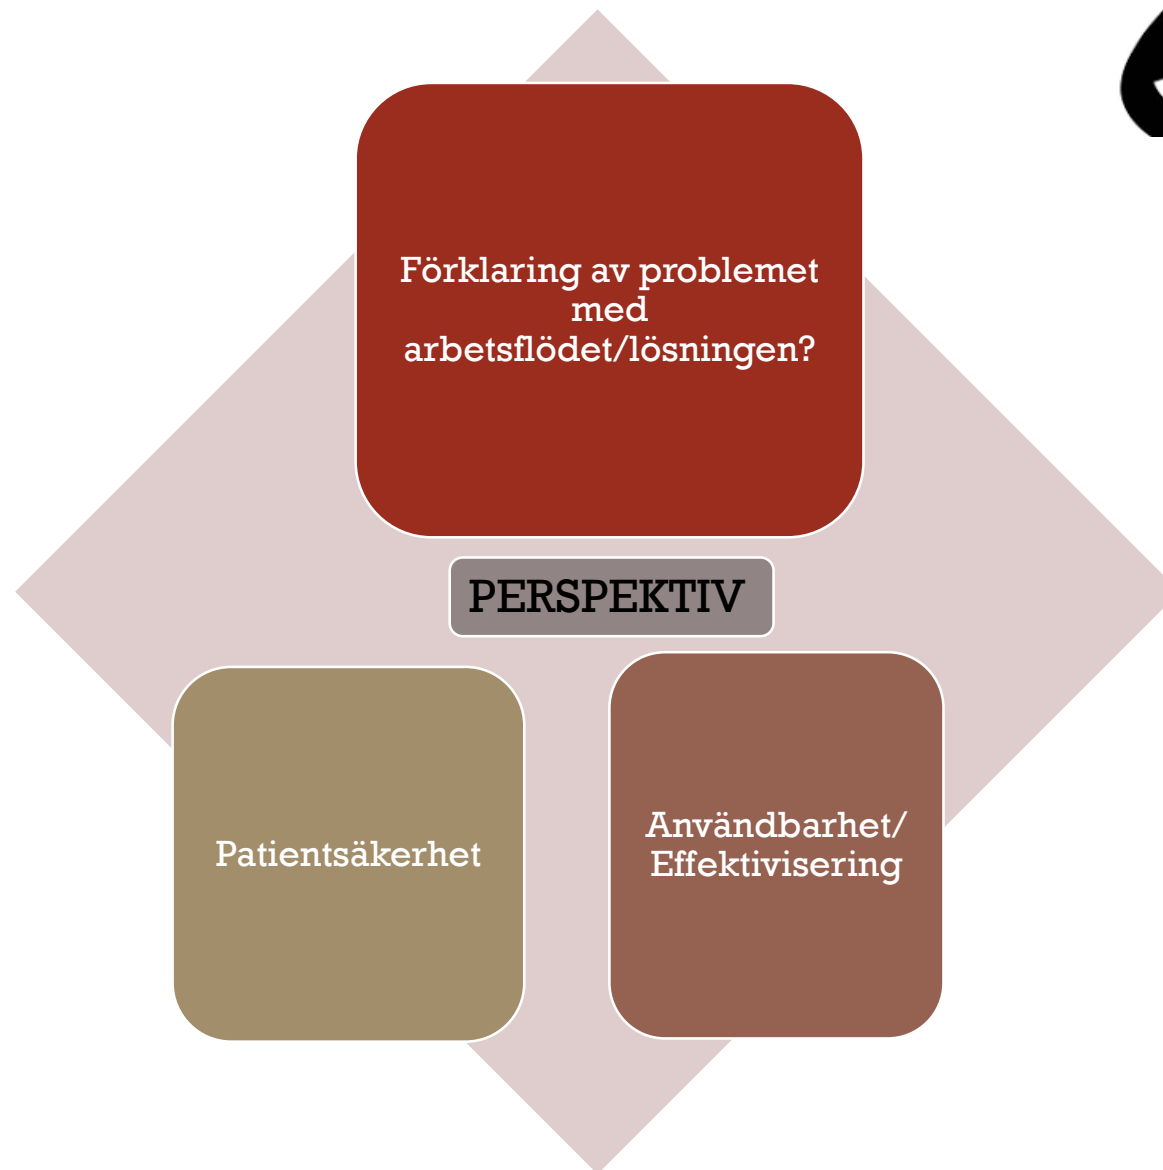 Förklaring av problemet
med
arbetsflödet/lösningen?
PERSPEKTIV
Patientsäkerhet
Användbarhet/
Effektivisering